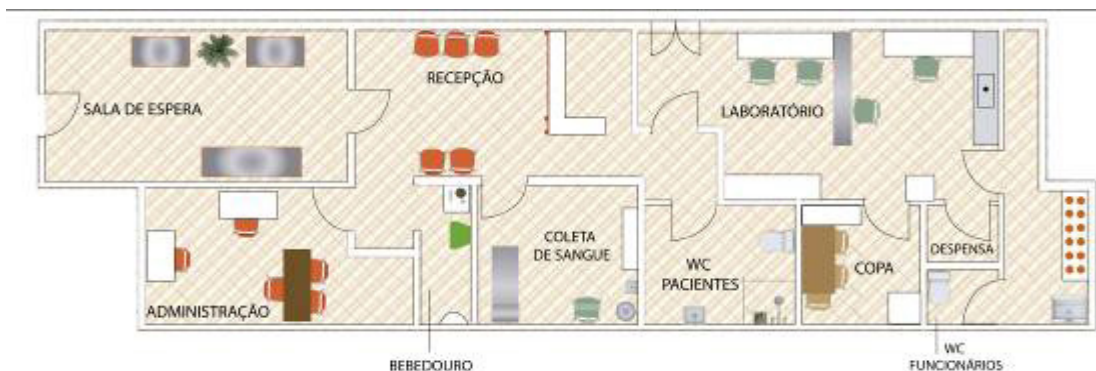 RECEPÇÃO
SALA DE ESPERA
LABORATÓRIO
COLETA
DE SANGUE
WC
PACIENTES
COPA
DESPENSA
ADMINISTRAÇÃO
BEBEDOURO
WC
FUNCIONÁRIOS